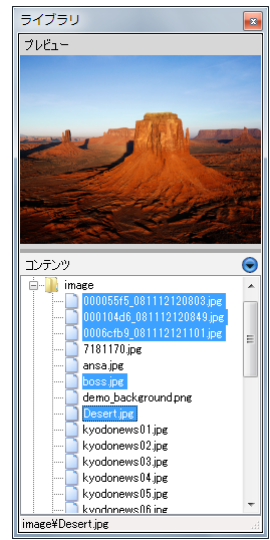 ライブラリ
プレビュー
コンテンツ
image
000055f5_081112120803.jpg
000104d6_081112120849.jpg
0006cfb9_081112121101.jpg
7181170.jpg
ansa.jpg
boss.jpg
demo_background.png
Desert.jpg
kyodonews01.jpg
kyodonews02.jpg
kyodonews03.jpg
kyodonews04.jpg
kyodonews05.jpg
kyodonews06.jpg
image¥Desert.jpg